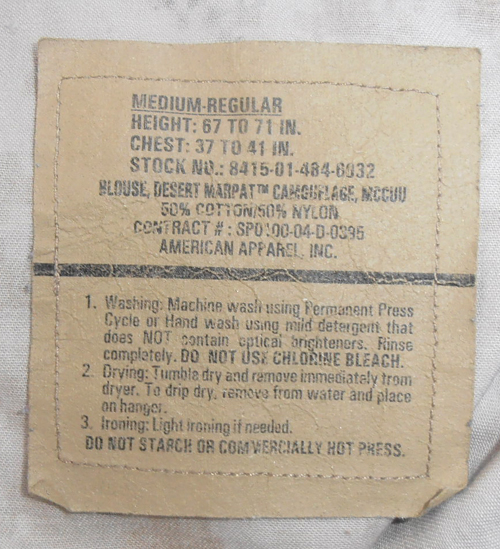 MEDIUM-REGULAR
HEIGHT: 67 TO 71 IN.
CHEST: 37 TO 41 IN.
STOCK NO.: 8415-01-484-6032
BLOUSE, DESERT MARPAT™ CAMOUFLAGE, MCCUU
50% COTTON/50% NYLON
CONTRACT # : SPO100-04-D-0395
AMERICAN APPAREL, INC.
1. Washing: Machine wash using Permanent Press
Cycle or Hand wash using mild detergent that
does NOT contain optical brighteners. Rinse
completely. DO NOT USE CHLORINE BLEACH.
2. Drying: Tumble dry and remove immediately from
dryer. To drip dry, remove from water and place
on hanger.
3. Ironing: Light ironing if needed.
DO NOT STARCH OR COMMERCIALLY HOT PRESS.